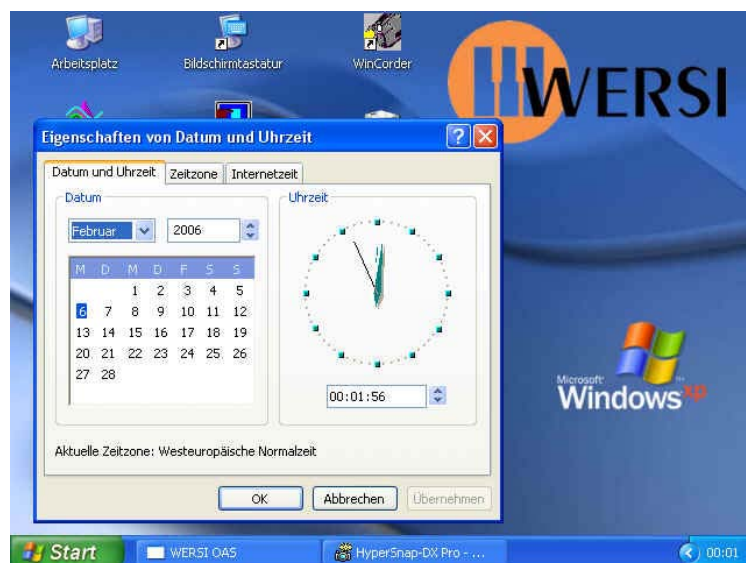 Arbeitsplatz
Bildschirmtastatur
WinCorder
WERSI
Eigenschaften von Datum und Uhrzeit
Datum und Uhrzeit Zeitzone Internetzeit
Datum
Uhrzeit
Februar 2006
M D M D F S S
1 2 3 4 5
6 7 8 9 10 11 12
13 14 15 16 17 18 19
20 21 22 23 24 25 26
27 28
00:01:56
Aktuelle Zeitzone: Westeuropäische Normalzeit
OK Abbrechen Übernehmen
Microsoft
Windows xp
Start WERSI OAS HyperSnap-DX Pro - ... 00:01